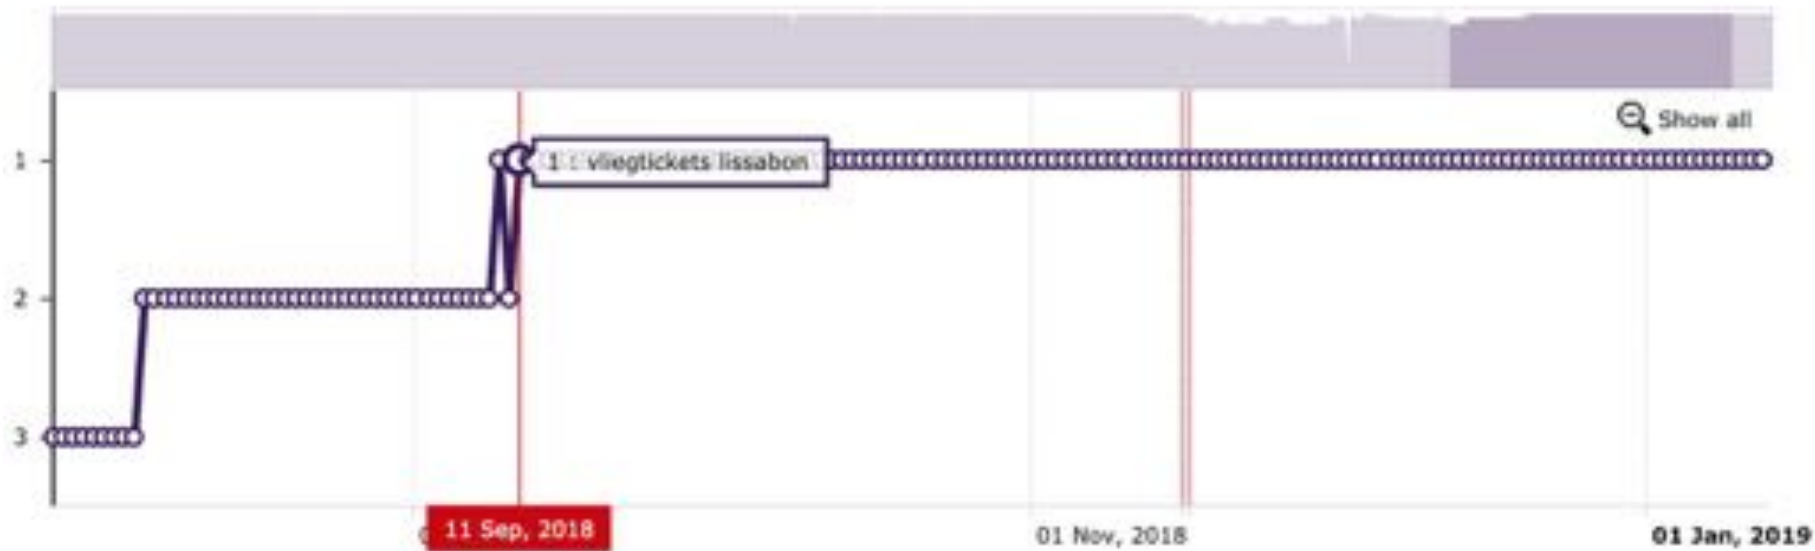 Show all
1
1 : vliegtickets lissabon
2
3
11 Sep, 2018
01 Nov, 2018
01 Jan, 2019